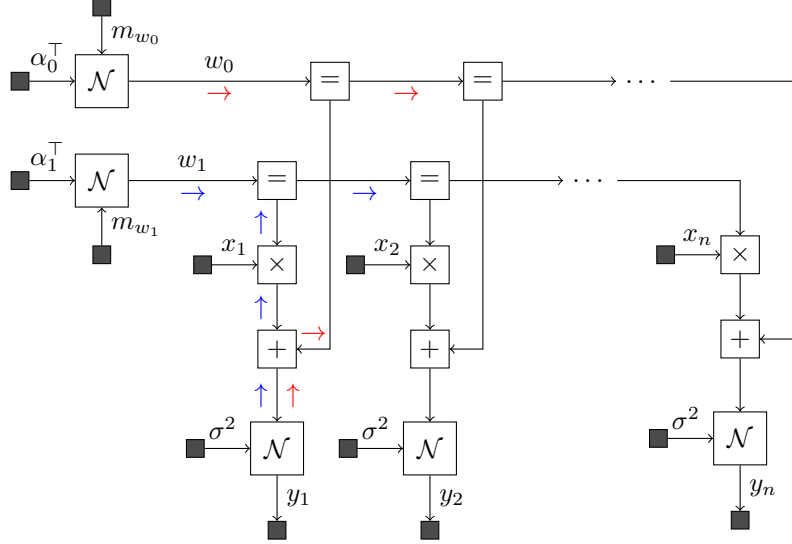 m_{w_0}
α_0^⊤ 𝒩 w_0 = = ⋯
α_1^⊤ 𝒩 w_1 = = ⋯
m_{w_1}
x_1 × x_2 × x_n ×
+ + +
σ^2 𝒩 σ^2 𝒩 σ^2 𝒩
y_1 y_2 y_n